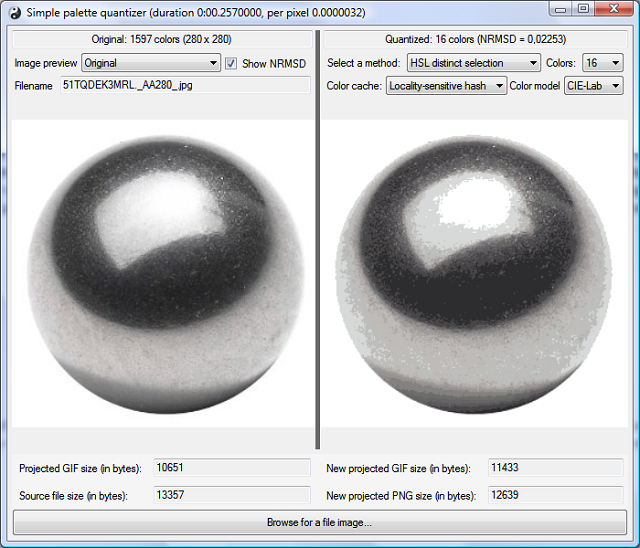 Simple palette quantizer (duration 0:00.2570000, per pixel 0.0000032)
Original: 1597 colors (280 x 280)
Quantized: 16 colors (NRMSD = 0,02253)
Image preview Original Show NRMSD
Select a method: HSL distinct selection Colors: 16
Filename 51TQDEK3MRL._AA280_.jpg
Color cache: Locality-sensitive hash Color model CIE-Lab
Projected GIF size (in bytes): 10651
New projected GIF size (in bytes): 11433
Source file size (in bytes): 13357
New projected PNG size (in bytes): 12639
Browse for a file image...